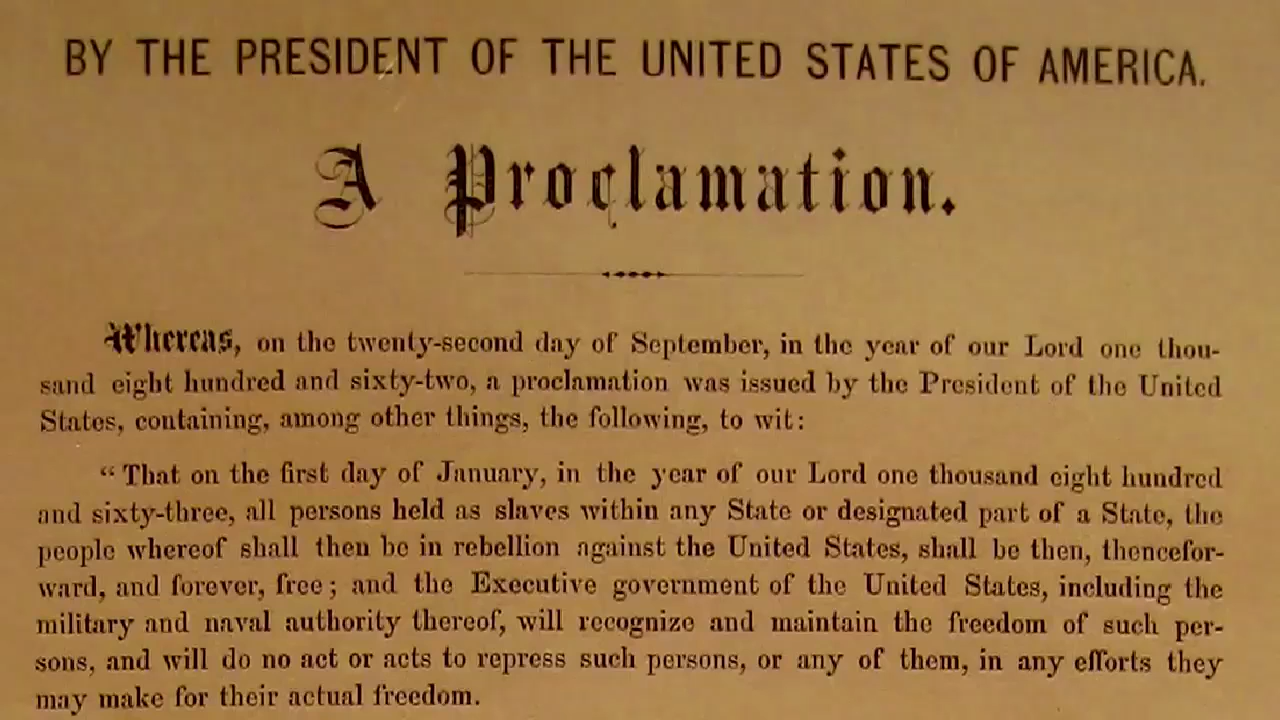 BY THE PRESIDENT OF THE UNITED STATES OF AMERICA.
A Proclamation.
Whereas, on the twenty-second day of September, in the year of our Lord one thou-
sand eight hundred and sixty-two, a proclamation was issued by the President of the United
States, containing, among other things, the following, to wit:
“That on the first day of January, in the year of our Lord one thousand eight hundred
and sixty-three, all persons held as slaves within any State or designated part of a State, the
people whereof shall then be in rebellion against the United States, shall be then, thencefor-
ward, and forever, free; and the Executive government of the United States, including the
military and naval authority thereof, will recognize and maintain the freedom of such per-
sons, and will do no act or acts to repress such persons, or any of them, in any efforts they
may make for their actual freedom.